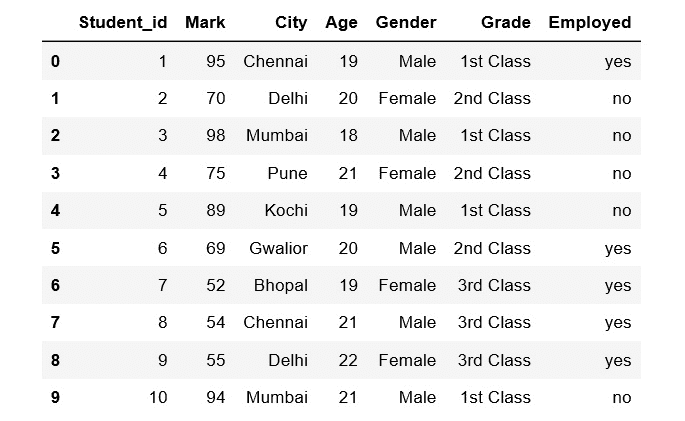 Student_id Mark City Age Gender Grade Employed
0 1 95 Chennai 19 Male 1st Class yes
1 2 70 Delhi 20 Female 2nd Class no
2 3 98 Mumbai 18 Male 1st Class no
3 4 75 Pune 21 Female 2nd Class no
4 5 89 Kochi 19 Male 1st Class no
5 6 69 Gwalior 20 Male 2nd Class yes
6 7 52 Bhopal 19 Female 3rd Class yes
7 8 54 Chennai 21 Male 3rd Class yes
8 9 55 Delhi 22 Female 3rd Class yes
9 10 94 Mumbai 21 Male 1st Class no